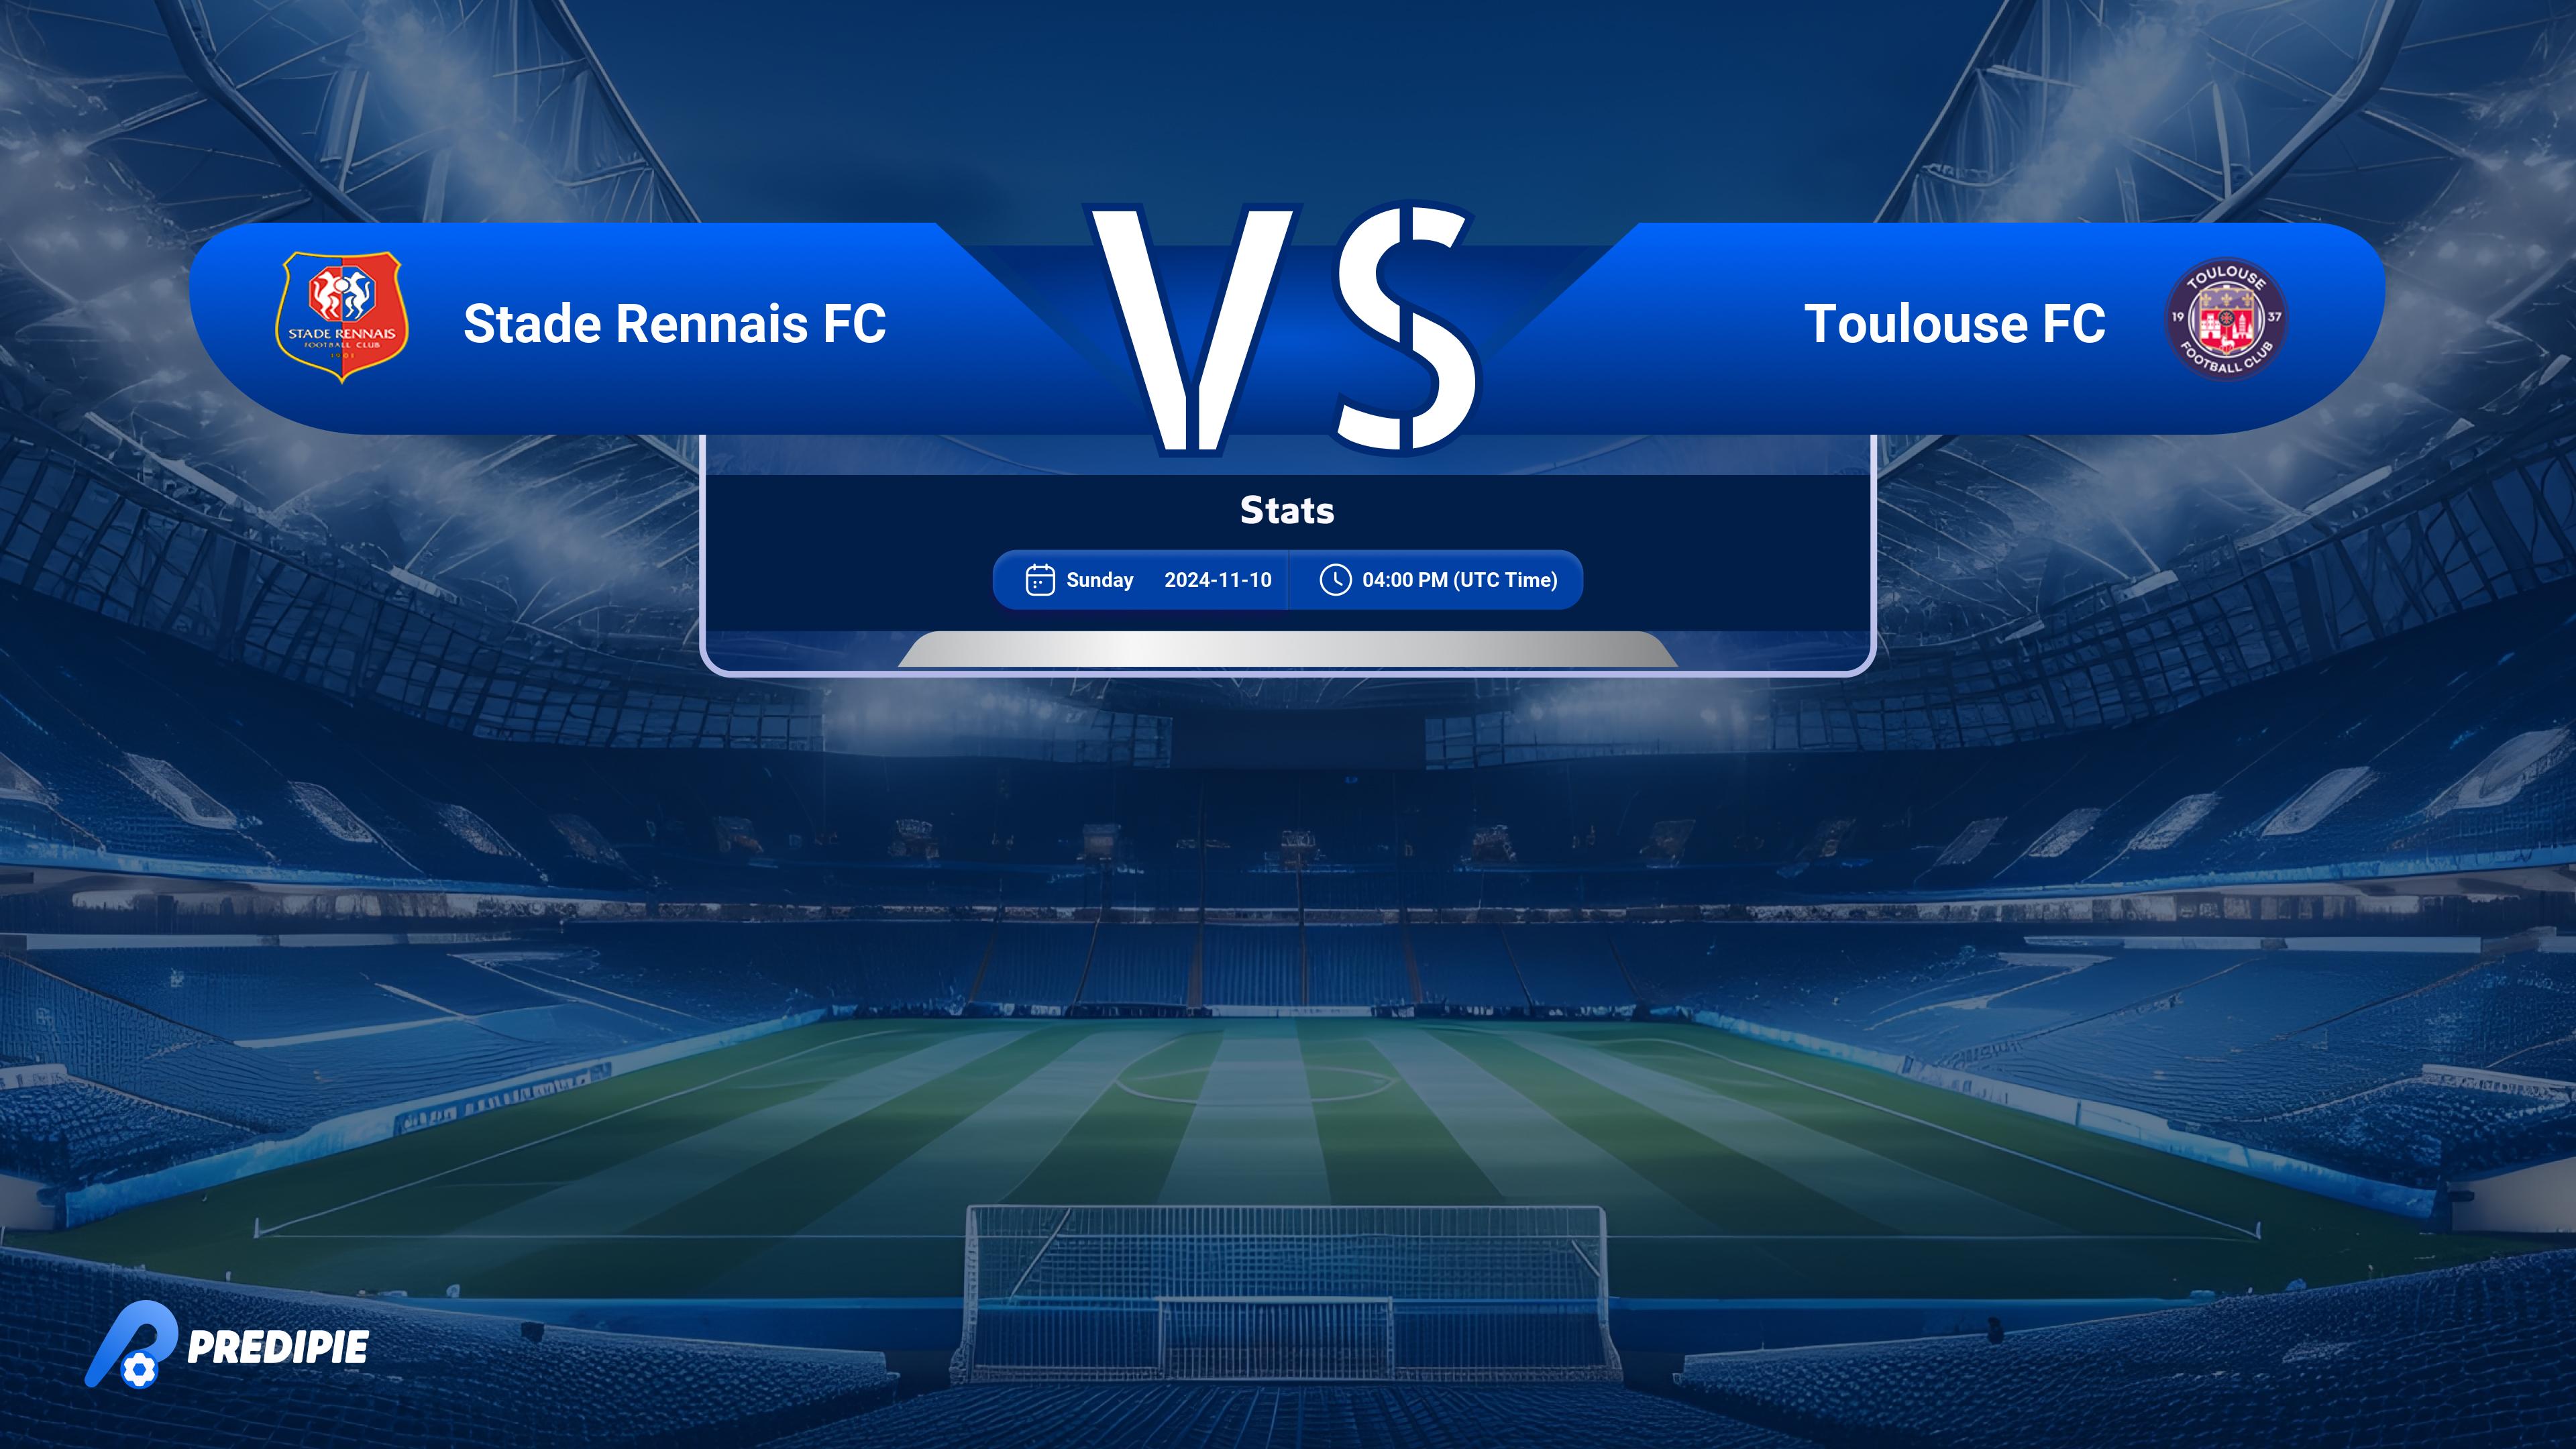 VS
STADE RENNAIS
FOOTBALL CLUB
1901
Stade Rennais FC
Toulouse FC
TOULOUSE
19 37
FOOTBALL CLUB
Stats
Sunday 2024-11-10 04:00 PM (UTC Time)
PREDIPIE